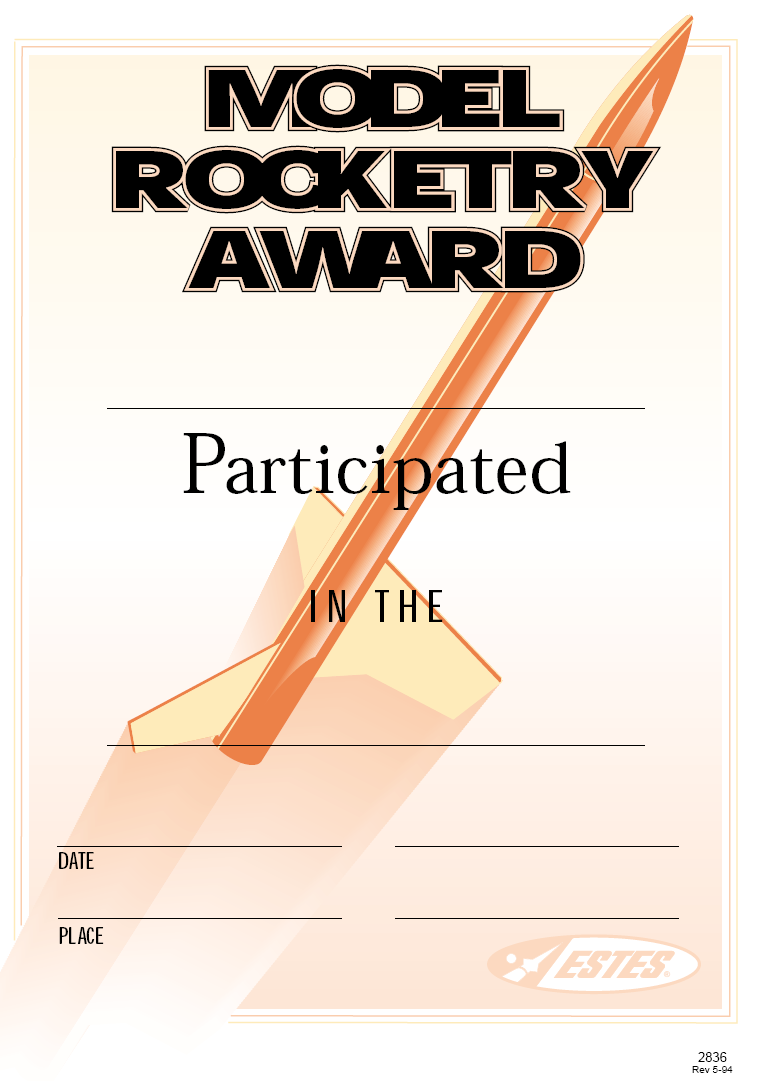 MODEL
ROCKETRY
AWARD
Participated
IN THE
DATE
PLACE
ESTES®
2836
Rev 5-94